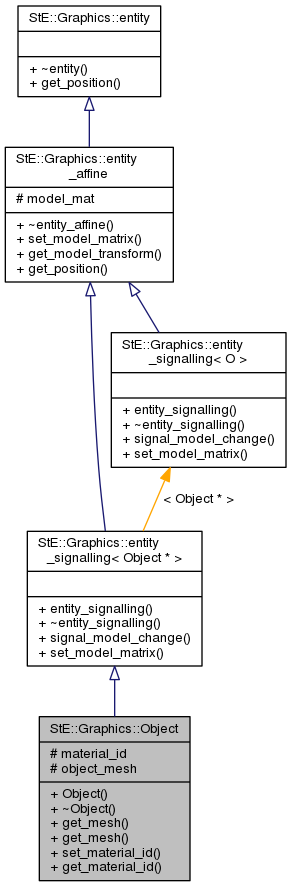 StE::Graphics::entity
+ ~entity()
+ get_position()
StE::Graphics::entity
_affine
# model_mat
+ ~entity_affine()
+ set_model_matrix()
+ get_model_transform()
+ get_position()
StE::Graphics::entity
_signalling< O >
+ entity_signalling()
+ ~entity_signalling()
+ signal_model_change()
+ set_model_matrix()
< Object * >
StE::Graphics::entity
_signalling< Object * >
+ entity_signalling()
+ ~entity_signalling()
+ signal_model_change()
+ set_model_matrix()
StE::Graphics::Object
# material_id
# object_mesh
+ Object()
+ ~Object()
+ get_mesh()
+ get_mesh()
+ set_material_id()
+ get_material_id()